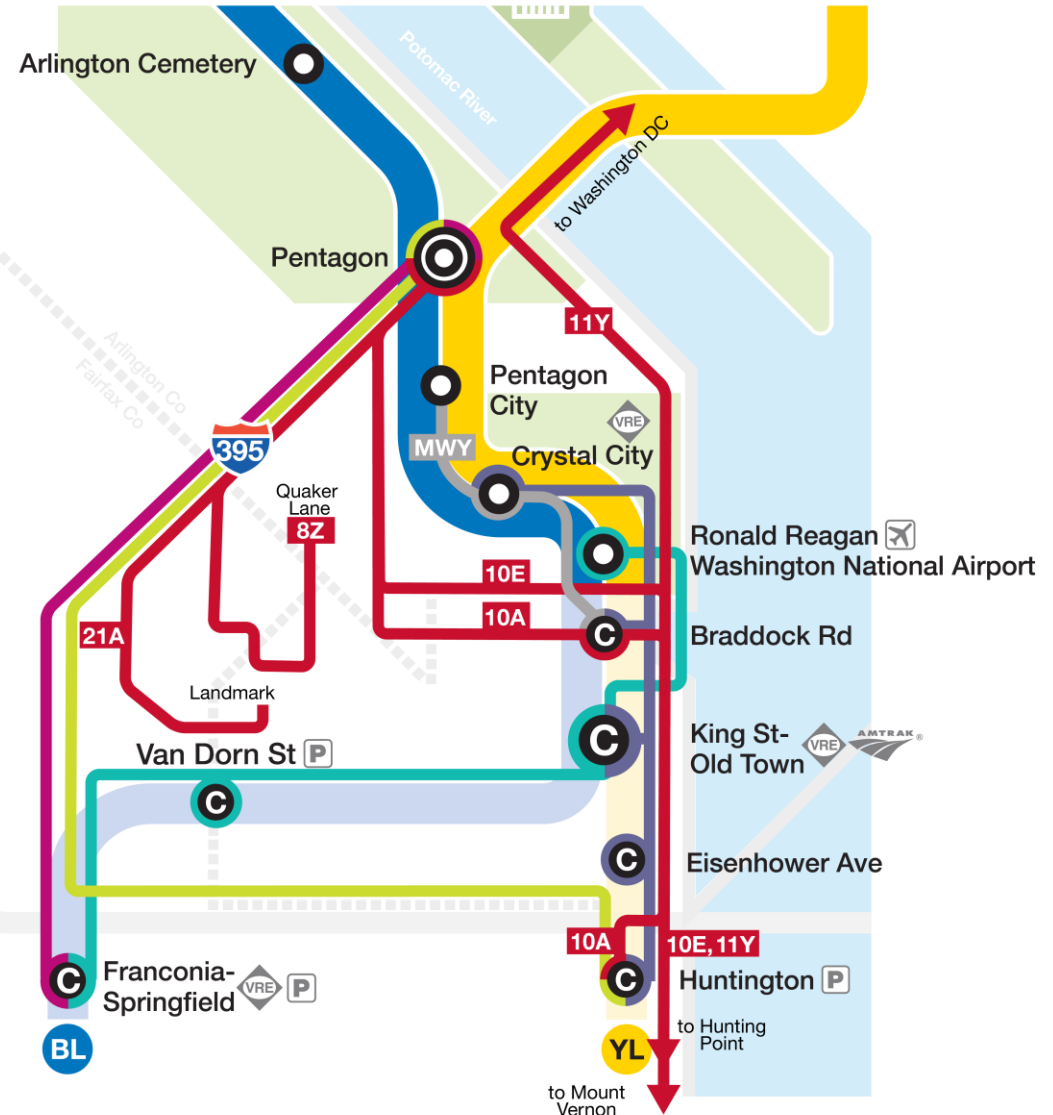 Arlington Cemetery
Potomac River
to Washington DC
Pentagon
11Y
Arlington Co
Fairfax Co
Pentagon
City
VRE
MWY
Crystal City
395
Quaker
Lane
8Z
Ronald Reagan
Washington National Airport
10E
10A
21A
C
Braddock Rd
Landmark
Van Dorn St P
C
C
King St-
Old Town
VRE
AMTRAK®
C
Eisenhower Ave
10A
10E, 11Y
C
Franconia-
Springfield
VRE
P
C
Huntington P
BL
YL
to Hunting
Point
to Mount
Vernon